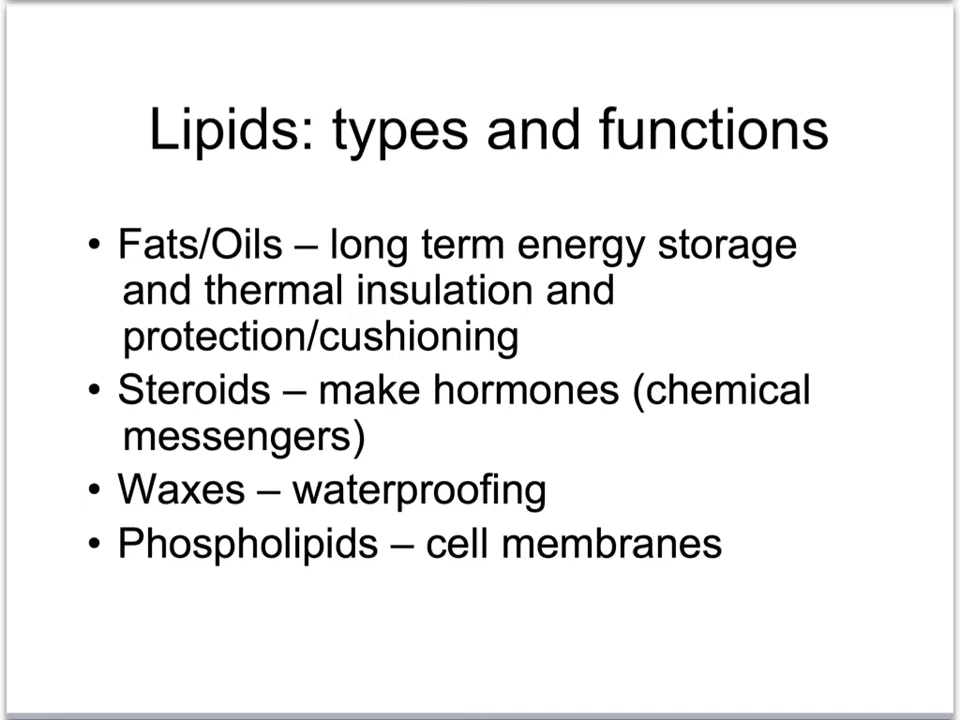 Lipids: types and functions
• Fats/Oils – long term energy storage
and thermal insulation and
protection/cushioning
• Steroids – make hormones (chemical
messengers)
• Waxes – waterproofing
• Phospholipids – cell membranes